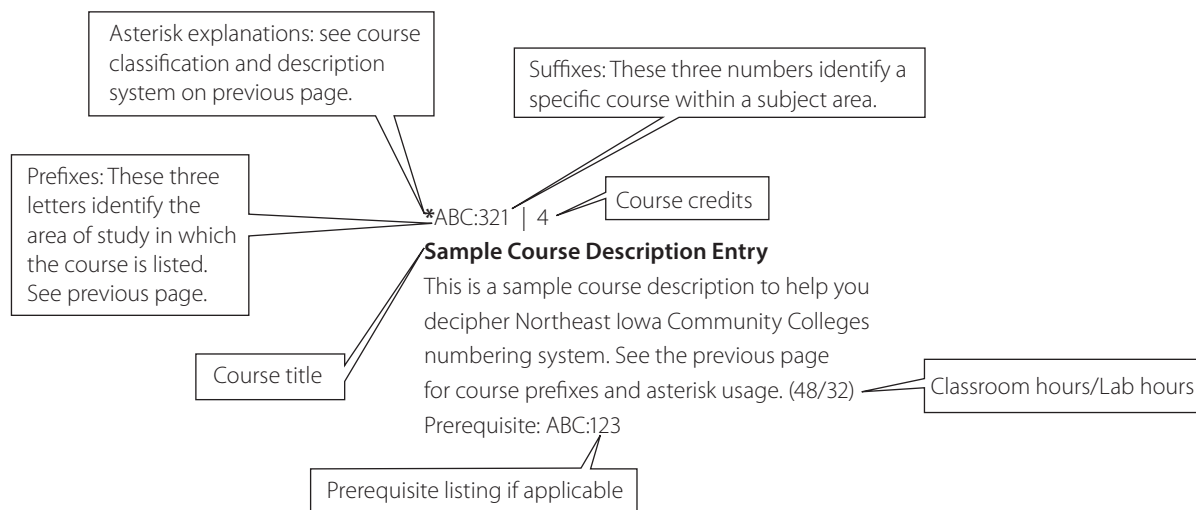 Asterisk explanations: see course
classification and description
system on previous page.
Suffixes: These three numbers identify a
specific course within a subject area.
Prefixes: These three
letters identify the
area of study in which
the course is listed.
See previous page.
Course credits
*ABC:321 | 4
Sample Course Description Entry
This is a sample course description to help you
decipher Northeast Iowa Community Colleges
numbering system. See the previous page
for course prefixes and asterisk usage. (48/32)
Prerequisite: ABC:123
Course title
Classroom hours/Lab hours
Prerequisite listing if applicable